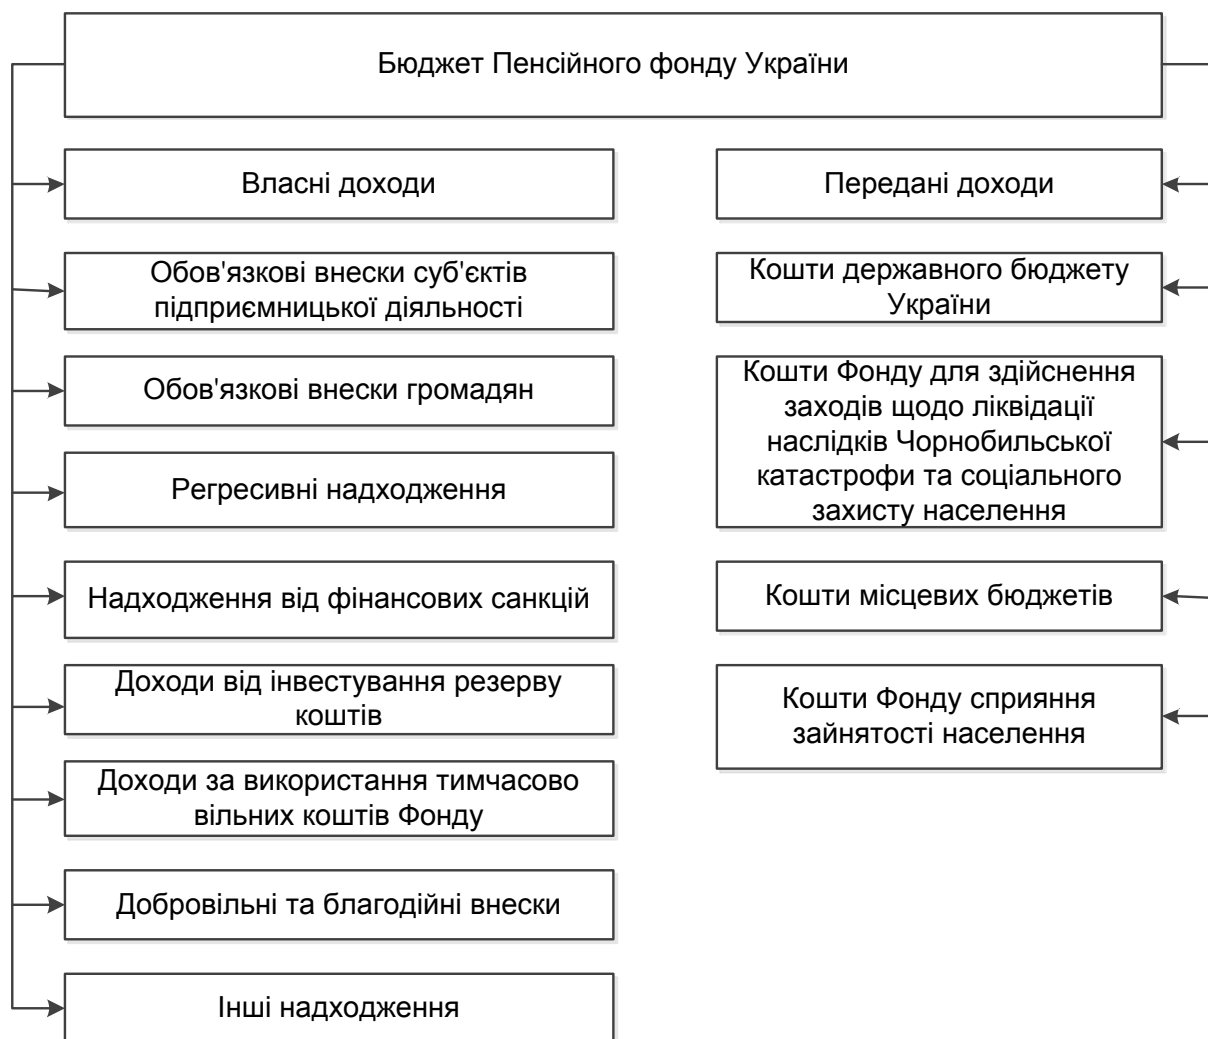 Бюджет Пенсійного фонду України
Власні доходи
Обов'язкові внески суб'єктів
підприємницької діяльності
Обов'язкові внески громадян
Регресивні надходження
Надходження від фінансових санкцій
Доходи від інвестування резерву
коштів
Доходи за використання тимчасово
вільних коштів Фонду
Добровільні та благодійні внески
Інші надходження
Передані доходи
Кошти державного бюджету
України
Кошти Фонду для здійснення
заходів щодо ліквідації
наслідків Чорнобильської
катастрофи та соціального
захисту населення
Кошти місцевих бюджетів
Кошти Фонду сприяння
зайнятості населення